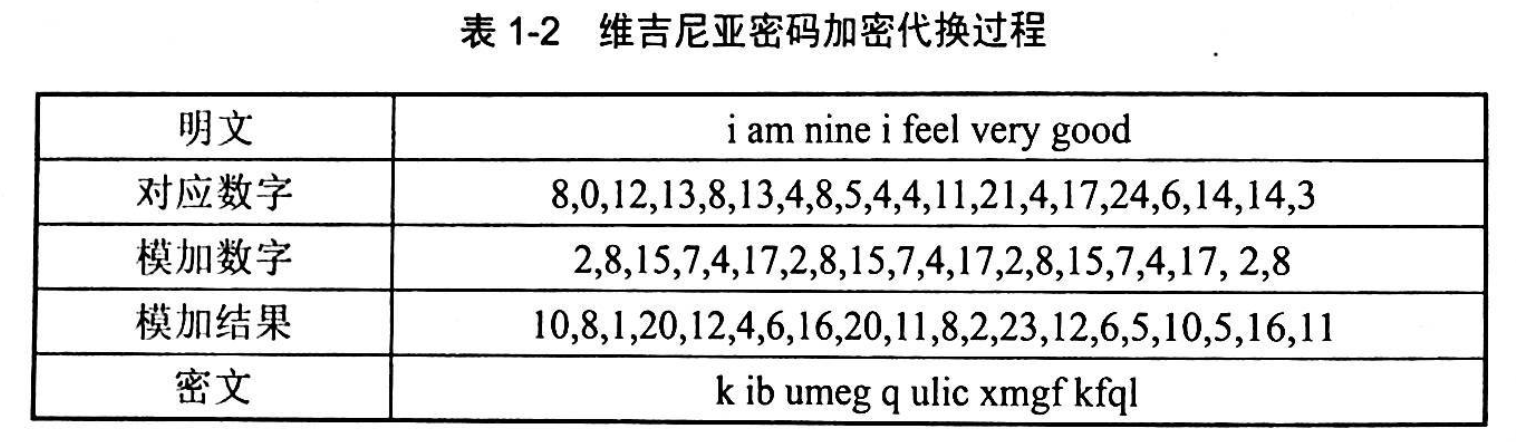 表 1-2 维吉尼亚密码加密代换过程
明文 i am nine i feel very good
对应数字 8,0,12,13,8,13,4,8,5,4,4,11,21,4,17,24,6,14,14,3
模加数字 2,8,15,7,4,17,2,8,15,7,4,17,2,8,15,7,4,17, 2,8
模加结果 10,8,1,20,12,4,6,16,20,11,8,2,23,12,6,5,10,5,16,11
密文 k ib umeg q ulic xmgf kfql